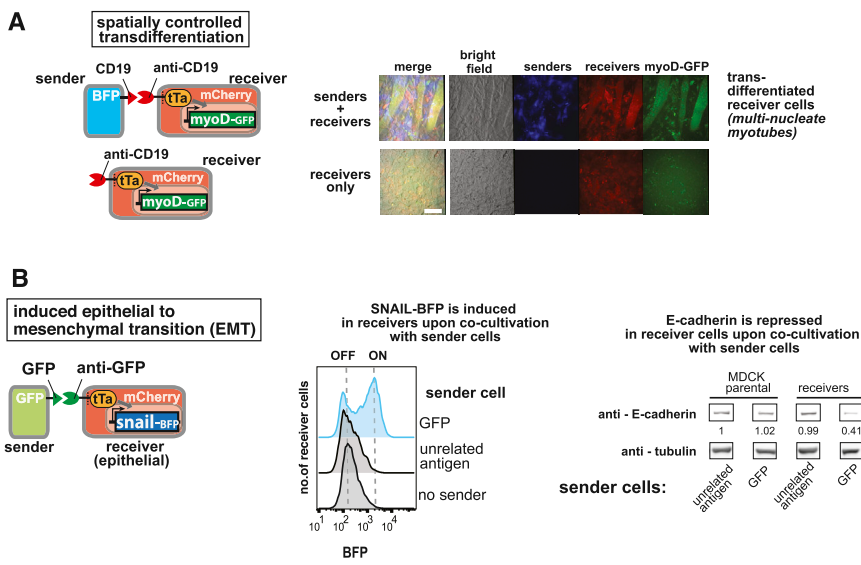 A
spatially controlled
transdifferentiation
sender
CD19
anti-CD19
receiver
BFP
tTa
mCherry
myoD-GFP
anti-CD19
receiver
tTa
mCherry
myoD-GFP
merge
bright
field
senders
receivers
myoD-GFP
senders
+
receivers
receivers
only
trans-
differentiated
receiver cells
(multi-nucleate
myotubes)
B
induced epithelial to
mesenchymal transition (EMT)
GFP
anti-GFP
GFP
tTa
mCherry
snail-BFP
sender
receiver
(epithelial)
SNAIL-BFP is induced
in receivers upon co-cultivation
with sender cells
OFF
ON
no.of receiver cells
sender cell
GFP
unrelated
antigen
no sender
10¹ 10² 10³ 10⁴
BFP
E-cadherin is repressed
in receiver cells upon co-cultivation
with sender cells
MDCK
parental
receivers
anti - E-cadherin
1 1.02 0.99 0.41
anti - tubulin
sender cells:
unrelated
antigen
GFP
unrelated
antigen
GFP